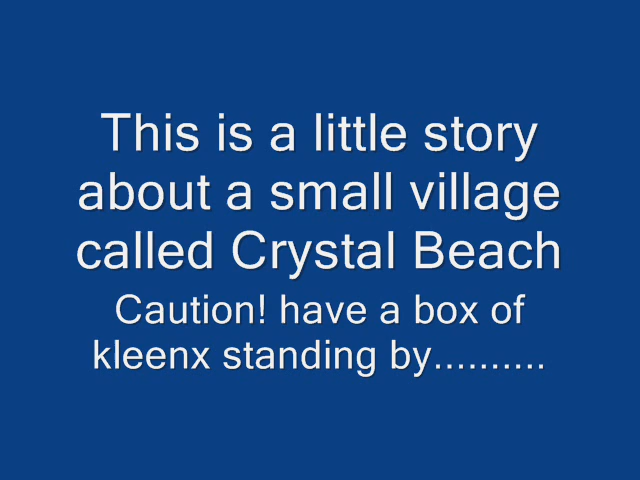 This is a little story
about a small village
called Crystal Beach
Caution! have a box of
kleenx standing by..........